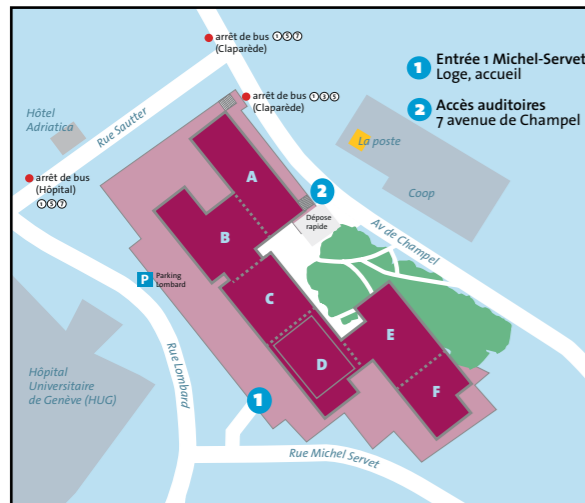 arrêt de bus ①⑤⑦
(Claparède)
1 Entrée 1 Michel-Servet
Loge, accueil
arrêt de bus ①③⑤
(Claparède)
2 Accès auditoires
7 avenue de Champel
Hôtel
Adriatica
Rue Sautter
La poste
Coop
arrêt de bus
(Hôpital)
①⑤⑦
A
2
Dépose
rapide
Av de Champel
B
P Parking
Lombard
C
E
D
F
Rue Lombard
Hôpital
Universitaire
de Genève (HUG)
1
Rue Michel Servet